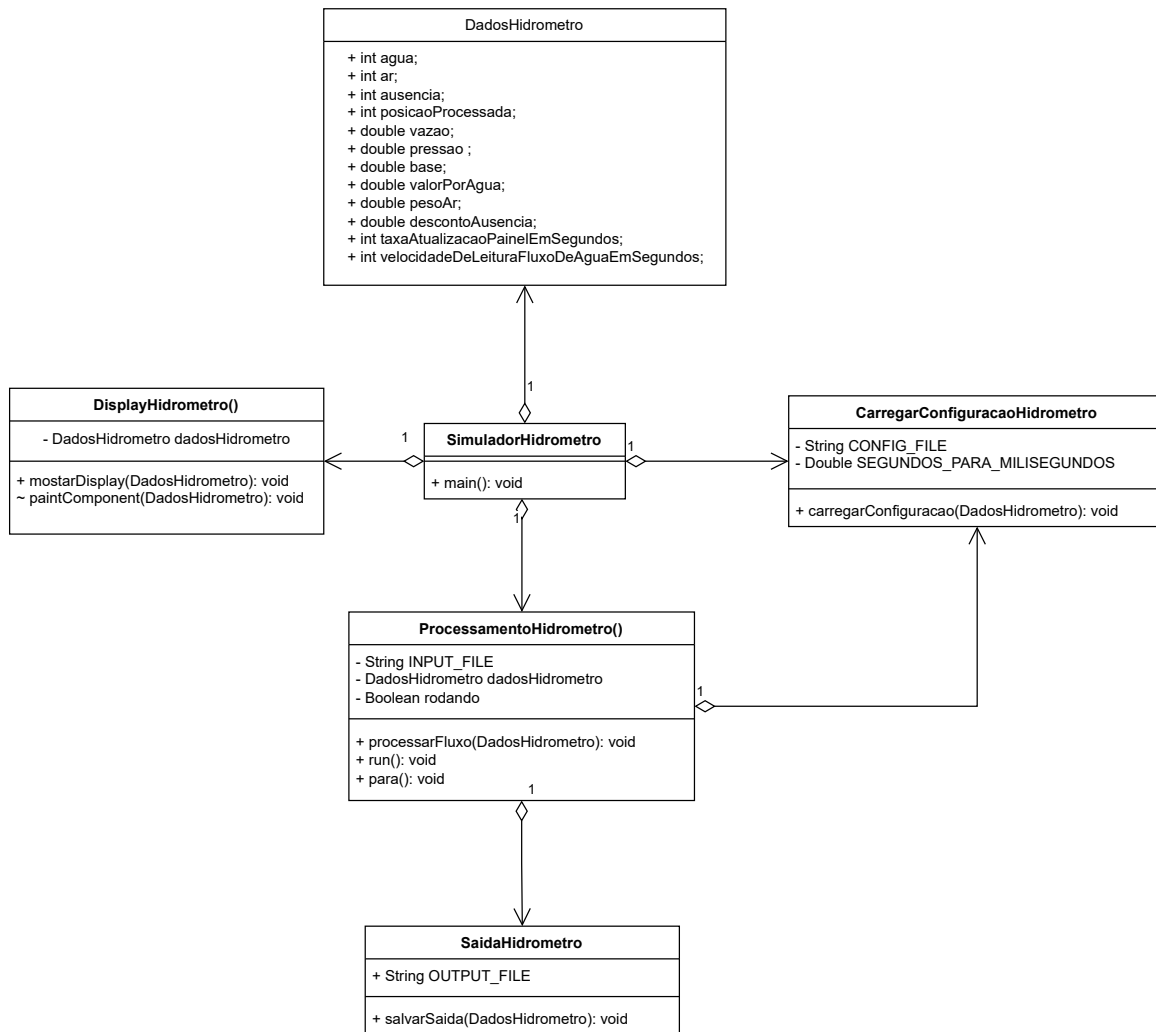 DadosHidrometro
+ int agua;
+ int ar;
+ int ausencia;
+ int posicaoProcessada;
+ double vazao;
+ double pressao ;
+ double base;
+ double valorPorAgua;
+ double pesoAr;
+ double descontoAusencia;
+ int taxaAtualizacaoPainelEmSegundos;
+ int velocidadeDeLeituraFluxoDeAguaEmSegundos;
1
DisplayHidrometro()
- DadosHidrometro dadosHidrometro
+ mostarDisplay(DadosHidrometro): void
~ paintComponent(DadosHidrometro): void
1
SimuladorHidrometro
+ main(): void
1
1
CarregarConfiguracaoHidrometro
- String CONFIG_FILE
- Double SEGUNDOS_PARA_MILISEGUNDOS
+ carregarConfiguracao(DadosHidrometro): void
ProcessamentoHidrometro()
- String INPUT_FILE
- DadosHidrometro dadosHidrometro
- Boolean rodando
+ processarFluxo(DadosHidrometro): void
+ run(): void
+ para(): void
1
1
SaidaHidrometro
+ String OUTPUT_FILE
+ salvarSaida(DadosHidrometro): void